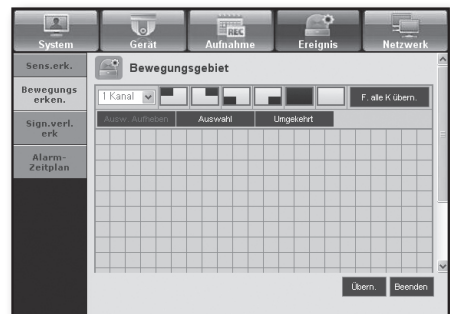 System Gerät Aufnahme Ereignis Netzwerk
REC
Sens.erk.
Bewegungs
erken.
Sign.verl.
erk
Alarm-
Zeitplan
Bewegungsgebiet
1 Kanal
F. alle K übern.
Ausw. Aufheben Auswahl Umgekehrt
Übern. Beenden